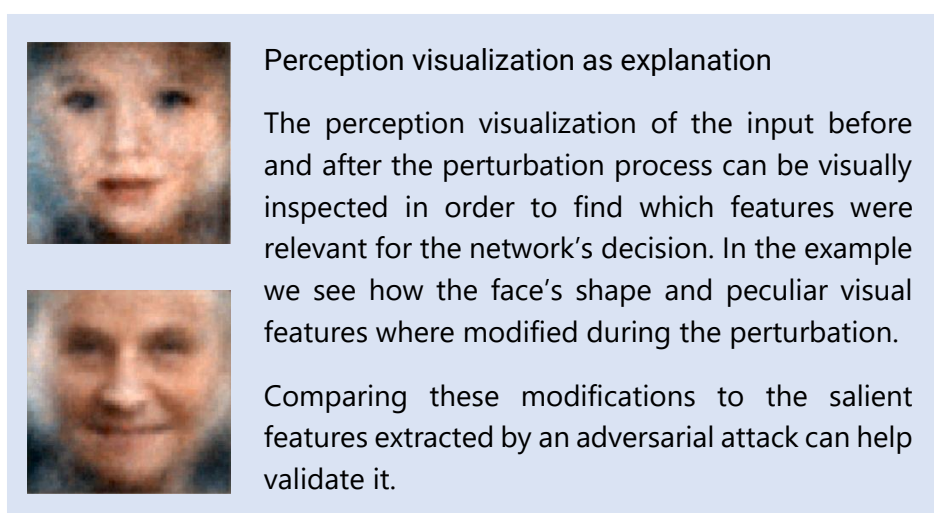 Perception visualization as explanation
The perception visualization of the input before
and after the perturbation process can be visually
inspected in order to find which features were
relevant for the network's decision. In the example
we see how the face's shape and peculiar visual
features where modified during the perturbation.
Comparing these modifications to the salient
features extracted by an adversarial attack can help
validate it.